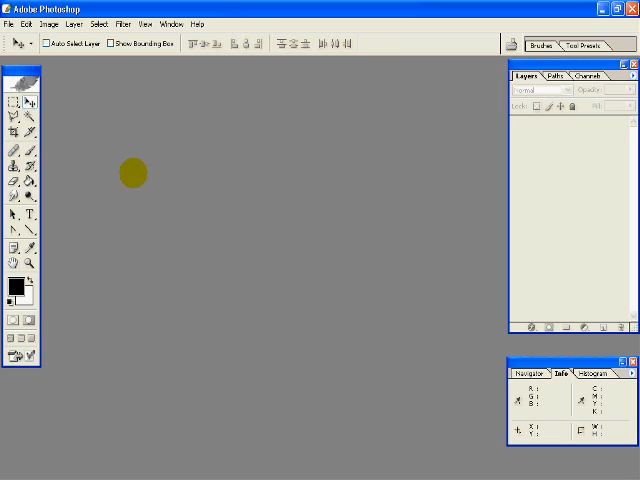 Adobe Photoshop
File Edit Image Layer Select Filter View Window Help
Auto Select Layer Show Bounding Box Brushes Tool Presets
Layers Paths Channels
Normal Opacity:
Lock: Fill:
Navigator Info Histogram
R : C :
G : M :
B : Y :
K :
X : W :
Y : H :